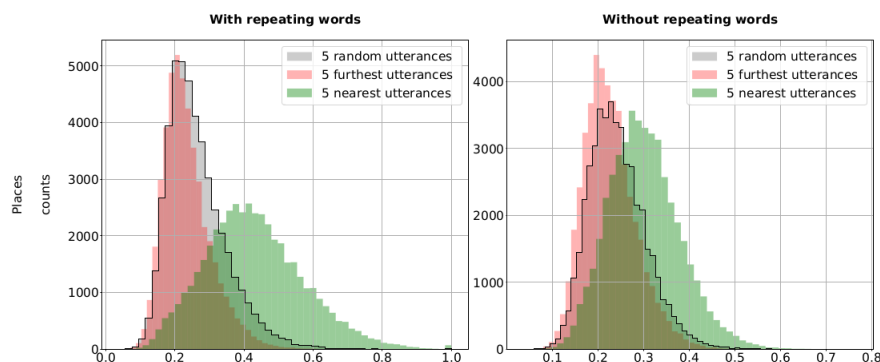 With repeating words
Without repeating words
5 random utterances
5 furthest utterances
5 nearest utterances
5 random utterances
5 furthest utterances
5 nearest utterances
Places
counts
5000
4000
3000
2000
1000
0
0.0 0.2 0.4 0.6 0.8 1.0
4000
3000
2000
1000
0
0.1 0.2 0.3 0.4 0.5 0.6 0.7